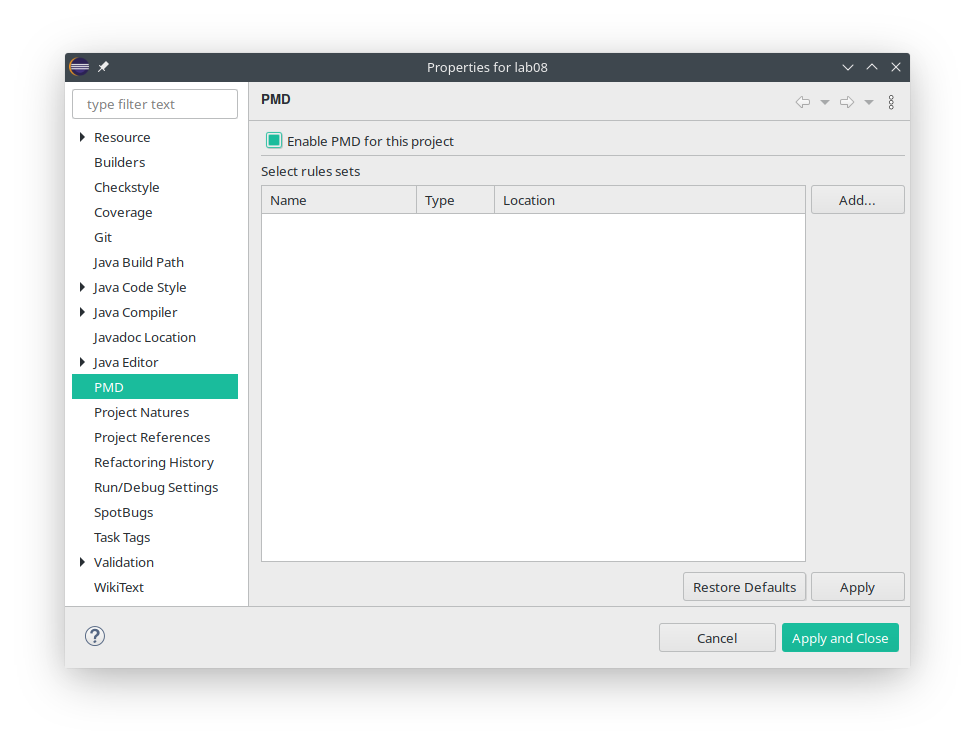 Properties for lab08
type filter text
Resource
Builders
Checkstyle
Coverage
Git
Java Build Path
Java Code Style
Java Compiler
Javadoc Location
Java Editor
PMD
Project Natures
Project References
Refactoring History
Run/Debug Settings
SpotBugs
Task Tags
Validation
WikiText
PMD
Enable PMD for this project
Select rules sets
Name Type Location
Add...
Restore Defaults Apply
? Cancel Apply and Close